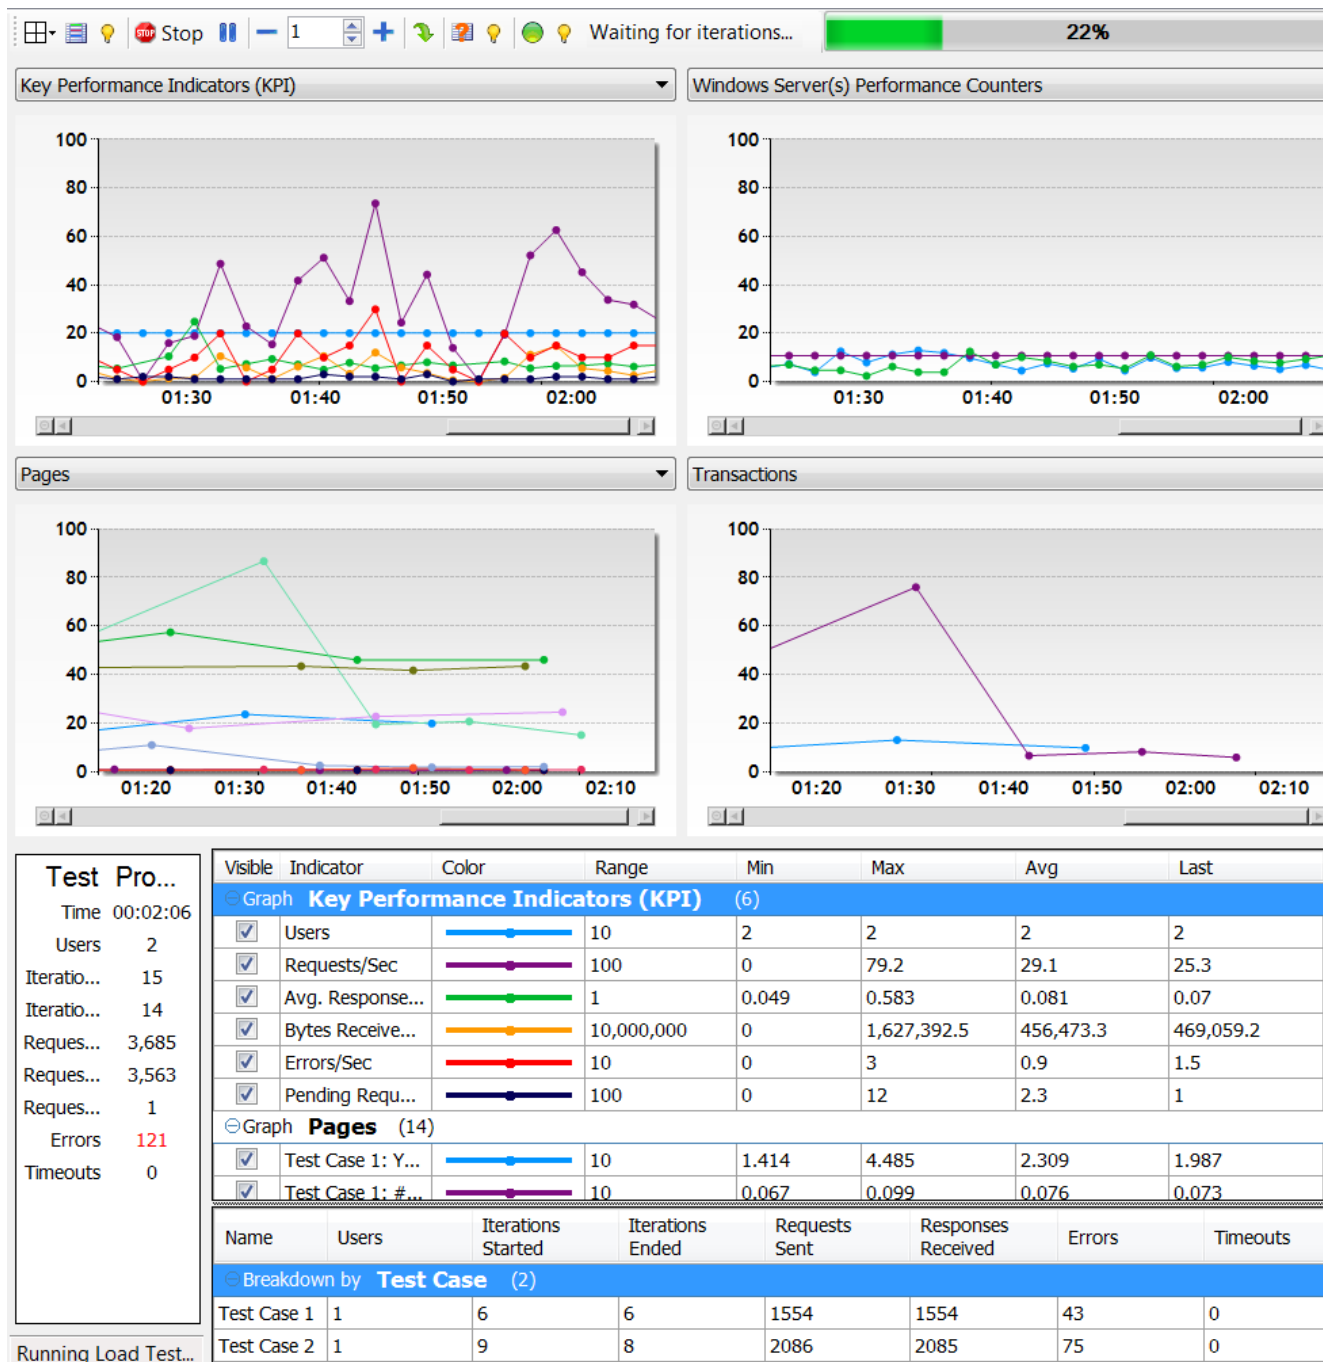 STOP Stop 1 ? Waiting for iterations... 22%
Key Performance Indicators (KPI)
Windows Server(s) Performance Counters
100
80
60
40
20
0
01:30 01:40 01:50 02:00
100
80
60
40
20
0
01:30 01:40 01:50 02:00
Pages
Transactions
100
80
60
40
20
0
01:20 01:30 01:40 01:50 02:00 02:10
100
80
60
40
20
0
01:20 01:30 01:40 01:50 02:00 02:10
Test Pro...
Time 00:02:06
Users 2
Iteratio... 15
Iteratio... 14
Reques... 3,685
Reques... 3,563
Reques... 1
Errors 121
Timeouts 0
Running Load Test...
Visible Indicator Color Range Min Max Avg Last
Graph Key Performance Indicators (KPI) (6)
Users 10 2 2 2 2
Requests/Sec 100 0 79.2 29.1 25.3
Avg. Response... 1 0.049 0.583 0.081 0.07
Bytes Receive... 10,000,000 0 1,627,392.5 456,473.3 469,059.2
Errors/Sec 10 0 3 0.9 1.5
Pending Requ... 100 0 12 2.3 1
Graph Pages (14)
Test Case 1: Y... 10 1.414 4.485 2.309 1.987
Test Case 1: #... 10 0.067 0.099 0.076 0.073
Name Users Iterations Started Iterations Ended Requests Sent Responses Received Errors Timeouts
Breakdown by Test Case (2)
Test Case 1 1 6 6 1554 1554 43 0
Test Case 2 1 9 8 2086 2085 75 0